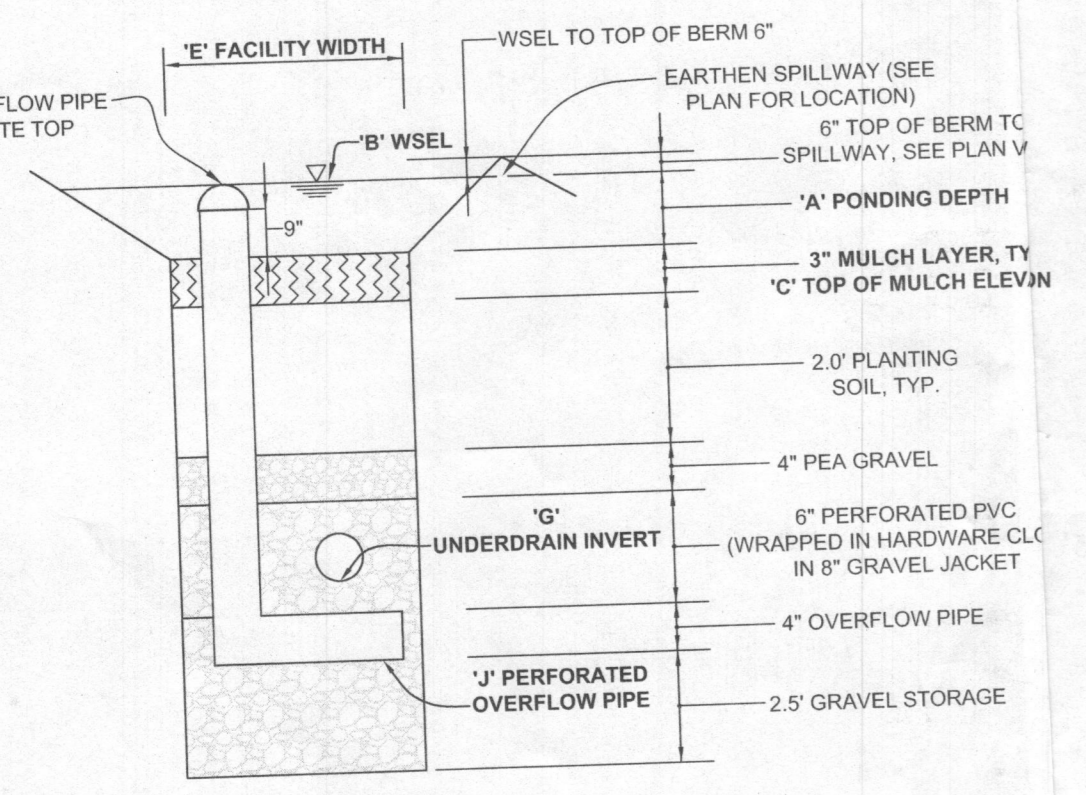 'E' FACILITY WIDTH
WSEL TO TOP OF BERM 6"
FLOW PIPE
TE TOP
EARTHEN SPILLWAY (SEE
PLAN FOR LOCATION)
'B' WSEL
6" TOP OF BERM TO
SPILLWAY, SEE PLAN V
'A' PONDING DEPTH
9"
3" MULCH LAYER, TY
'C' TOP OF MULCH ELEV
2.0' PLANTING
SOIL, TYP.
4" PEA GRAVEL
'G'
UNDERDRAIN INVERT
6" PERFORATED PVC
(WRAPPED IN HARDWARE CLO
IN 8" GRAVEL JACKET
4" OVERFLOW PIPE
'J' PERFORATED
OVERFLOW PIPE
2.5' GRAVEL STORAGE